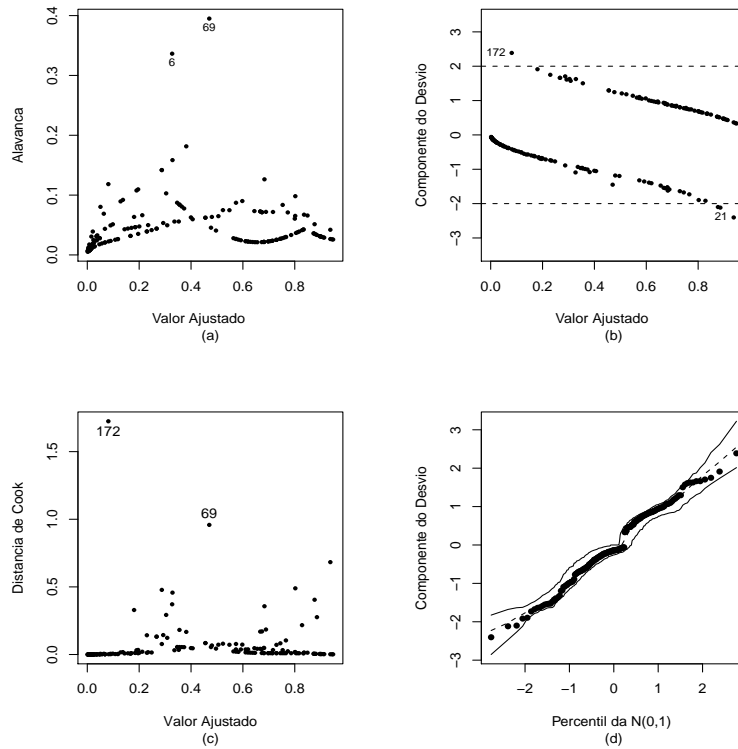 69
6
0.4
0.3
0.2
0.1
0.0
Alavanca
0.0 0.2 0.4 0.6 0.8
Valor Ajustado
(a)
172
21
3
2
1
0
−1
−2
−3
Componente do Desvio
0.0 0.2 0.4 0.6 0.8
Valor Ajustado
(b)
172
69
1.5
1.0
0.5
0.0
Distancia de Cook
0.0 0.2 0.4 0.6 0.8
Valor Ajustado
(c)
3
2
1
0
−1
−2
−3
Componente do Desvio
−2 −1 0 1 2
Percentil da N(0,1)
(d)